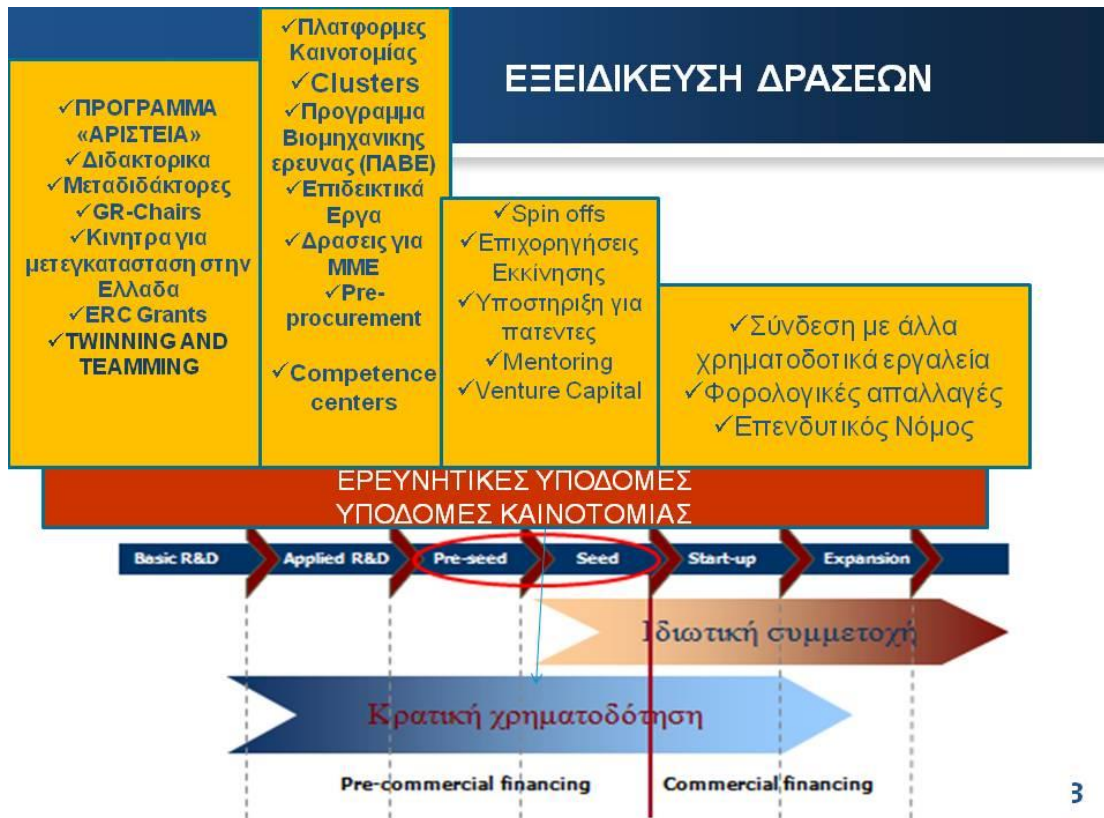 ΕΞΕΙΔΙΚΕΥΣΗ ΔΡΑΣΕΩΝ
✓ΠΡΟΓΡΑΜΜΑ
«ΑΡΙΣΤΕΙΑ»
✓Διδακτορικα
✓Μεταδιδάκτορες
✓GR-Chairs
✓Κινητρα για
μετεγκατασταση στην
Ελλαδα
✓ERC Grants
✓TWINNING AND
TEAMMING
✓Πλατφορμες
Καινοτομίας
✓Clusters
✓Προγραμμα
Βιομηχανικης
ερευνας (ΠΑΒΕ)
✓Επιδεικτικά
Εργα
✓Δρασεις για
ΜΜΕ
✓Pre-
procurement
✓Competence
centers
✓Spin offs
✓Επιχορηγήσεις
Εκκίνησης
✓Υποστηριξη για
πατεντες
✓Mentoring
✓Venture Capital
✓Σύνδεση με άλλα
χρηματοδοτικά εργαλεία
✓Φορολογικές απαλλαγές
✓Επενδυτικός Νόμος
ΕΡΕΥΝΗΤΙΚΕΣ ΥΠΟΔΟΜΕΣ
ΥΠΟΔΟΜΕΣ ΚΑΙΝΟΤΟΜΙΑΣ
Basic R&D Applied R&D Pre-seed Seed Start-up Expansion
Ιδιωτική συμμετοχή
Κρατική χρηματοδότηση
Pre-commercial financing Commercial financing
3